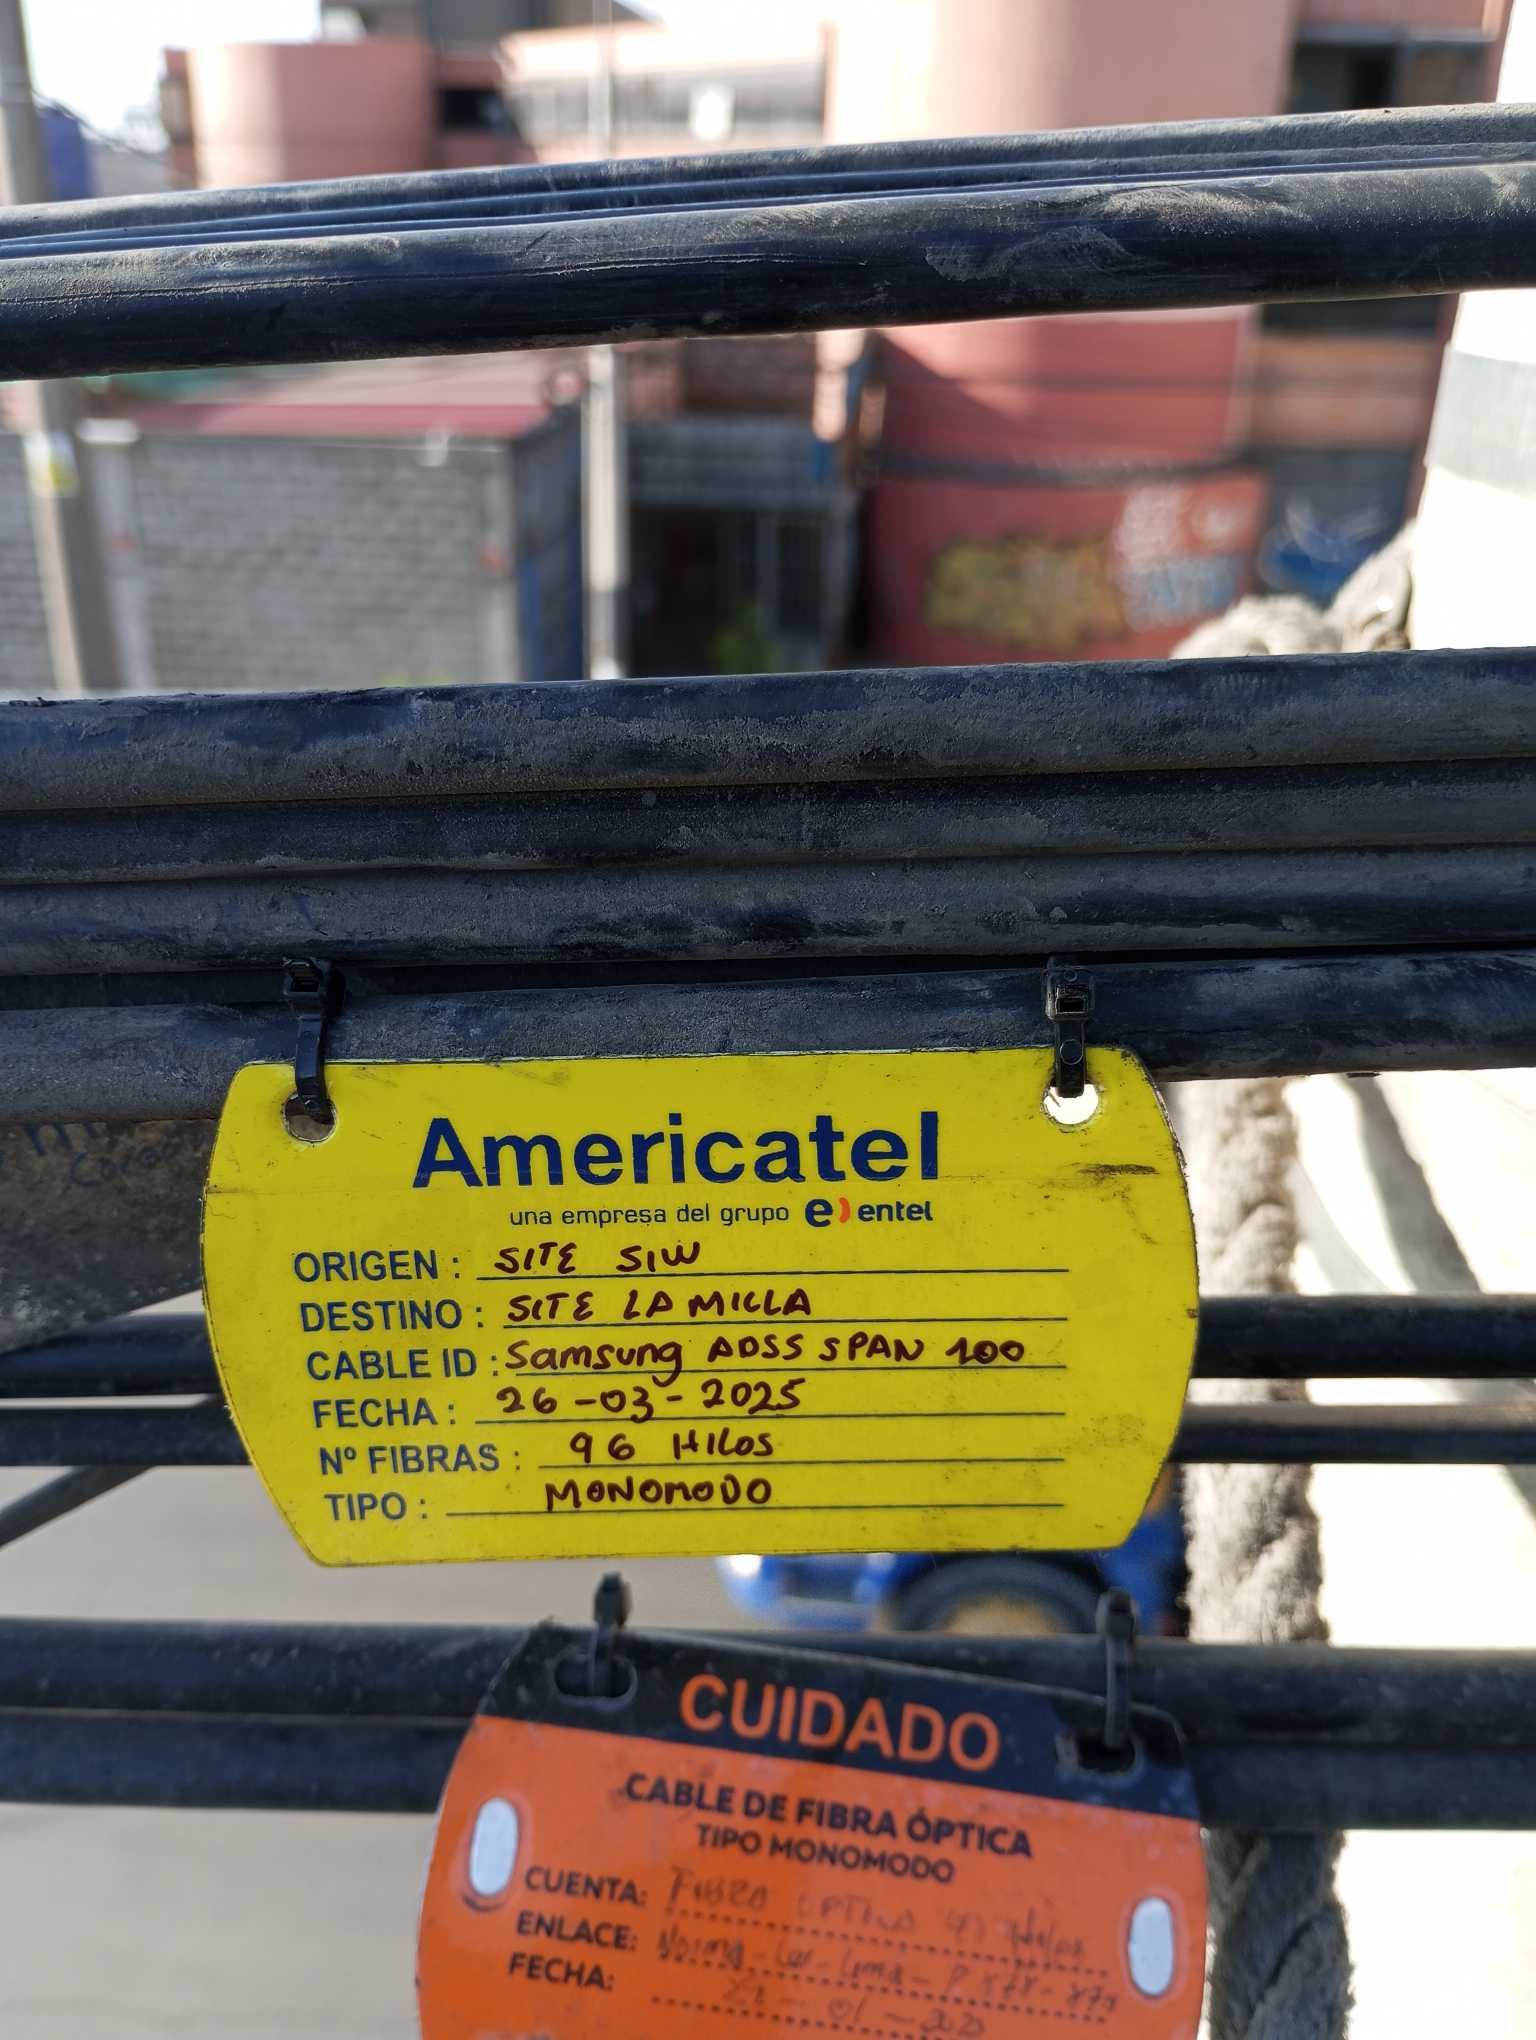 Americatel
una empresa del grupo entel
ORIGEN : SITE SIW
DESTINO : SITE LA MILLA
CABLE ID : Samsung ADSS SPAN 100
FECHA : 26-03-2025
Nº FIBRAS : 96 HILOS
TIPO : MONOMODO
CUIDADO
CABLE DE FIBRA ÓPTICA
TIPO MONOMODO
CUENTA: FIBRA OPTICA
ENLACE:
FECHA: